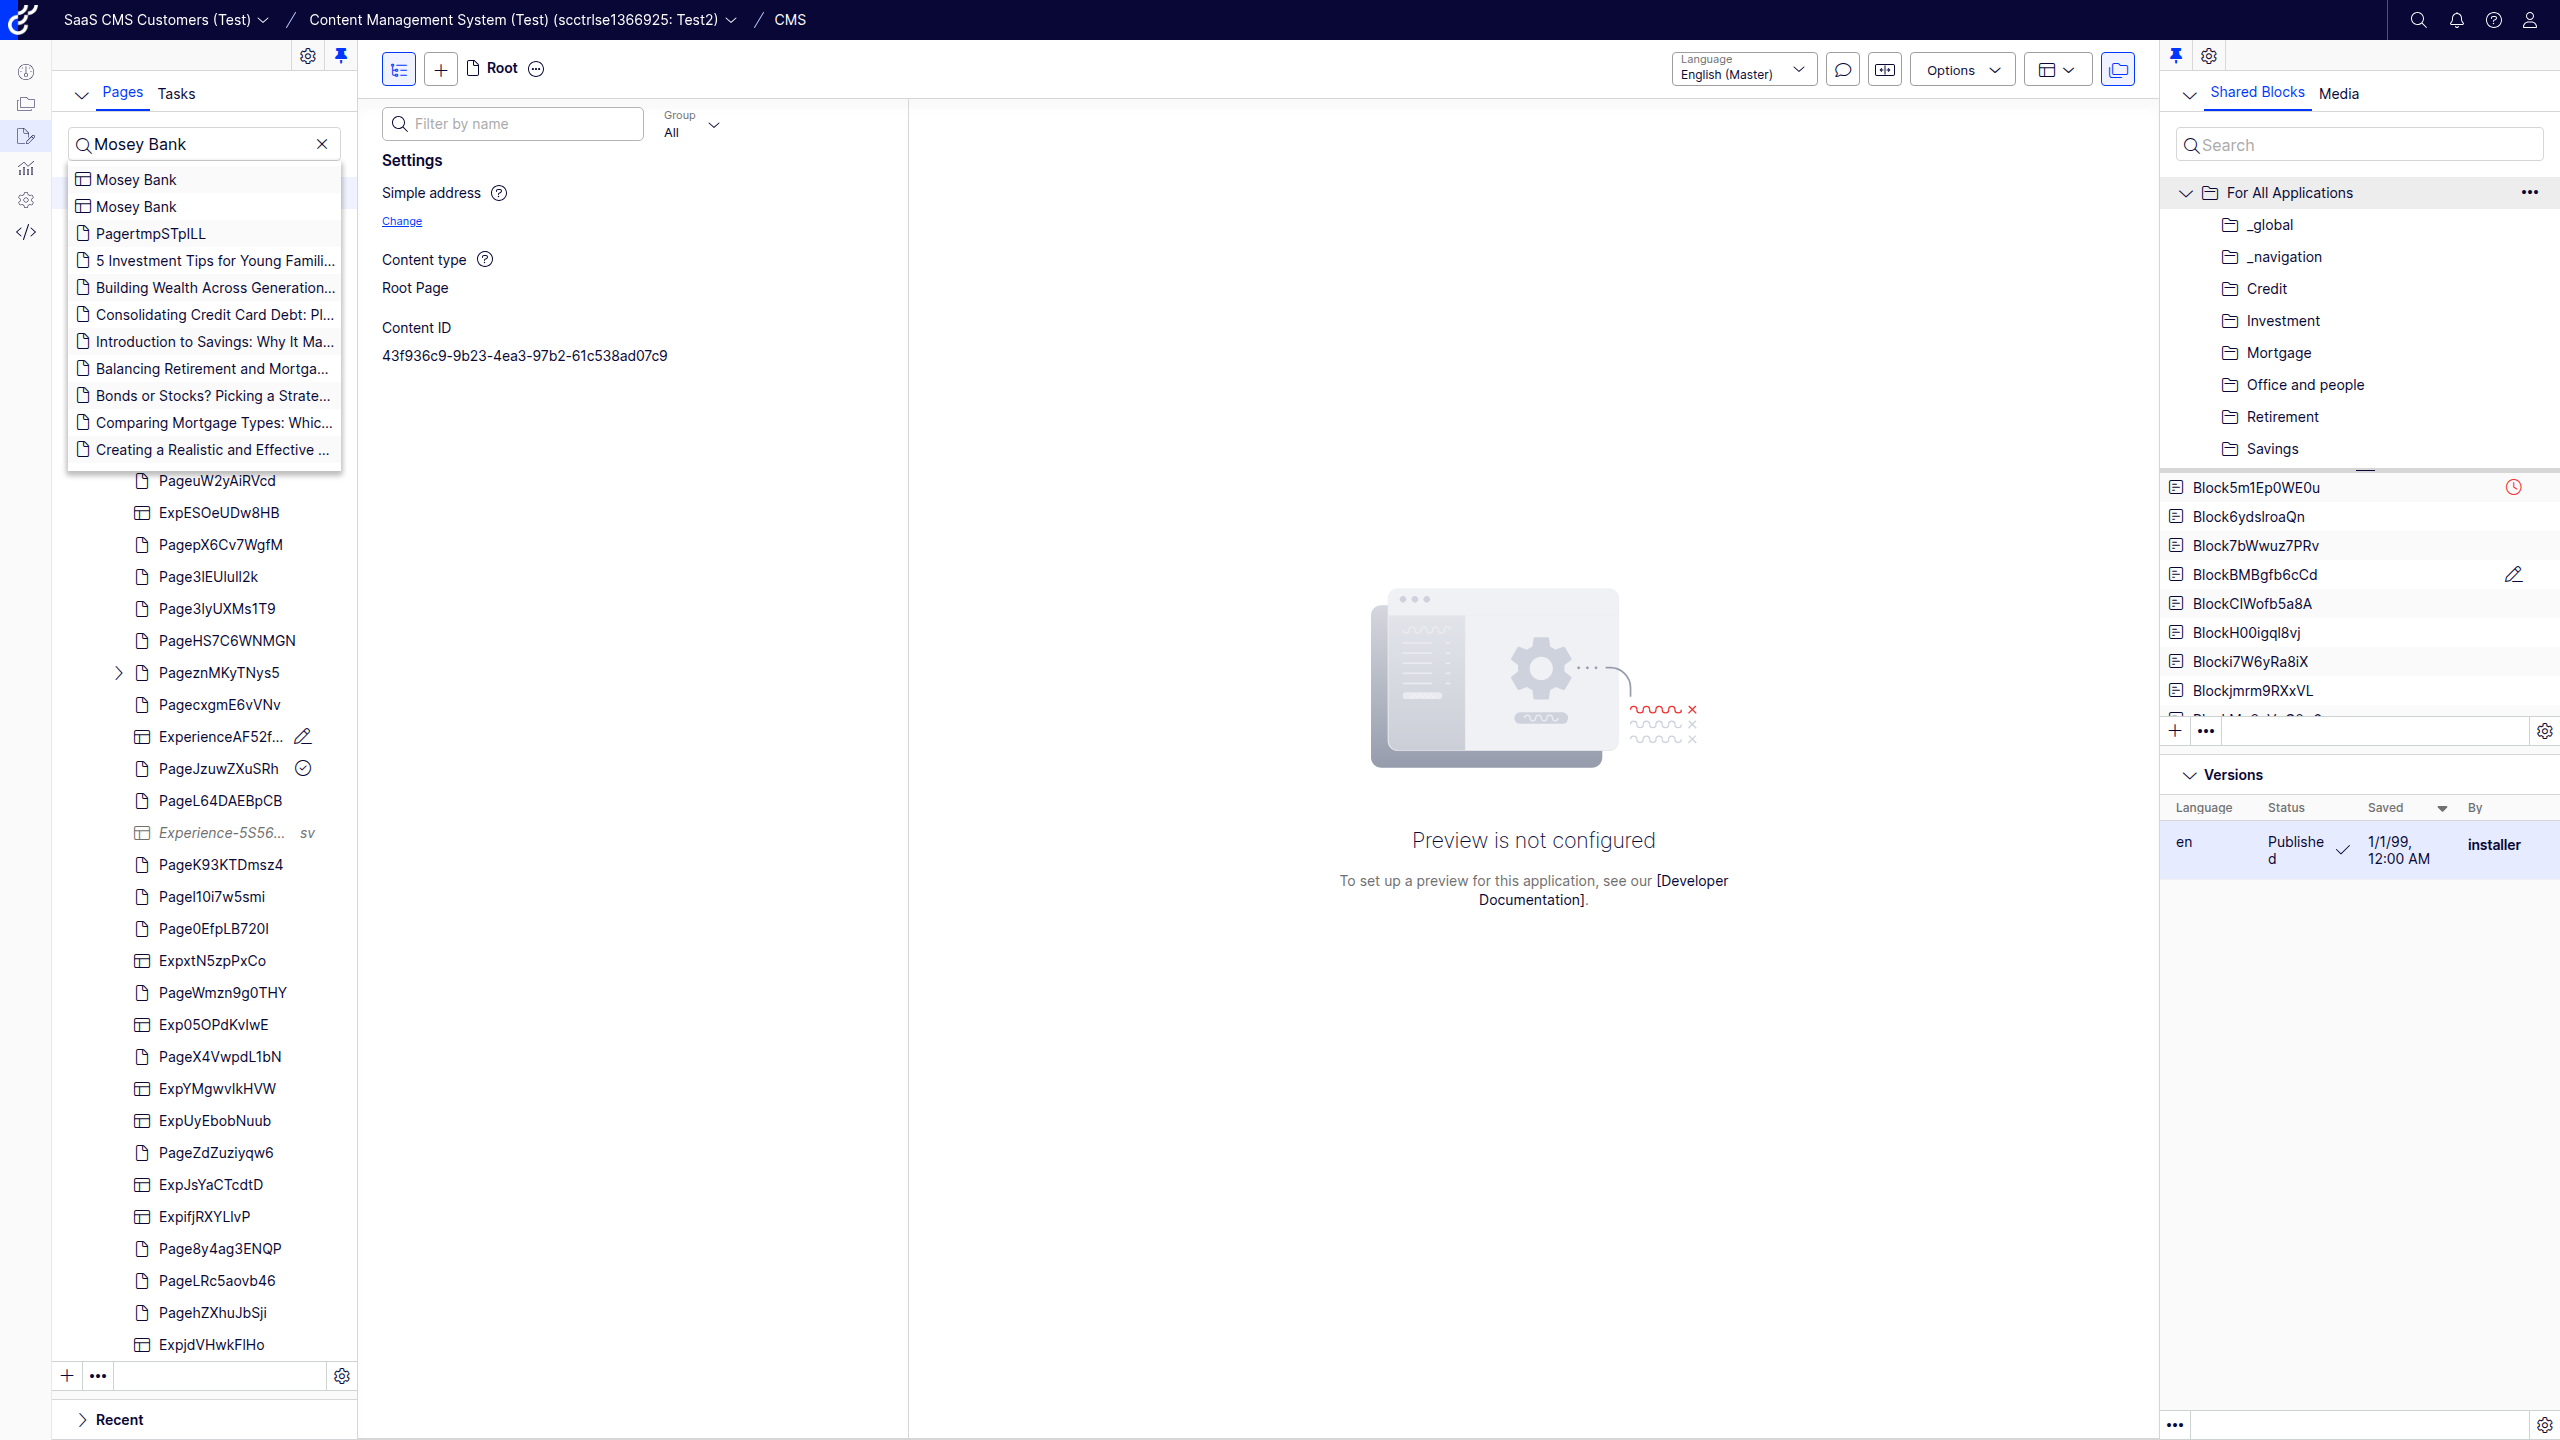 SaaS CMS Customers (Test)
Content Management System (Test) (scctrlse1366925: Test2)
CMS
Pages
Tasks
Mosey Bank
Mosey Bank
Mosey Bank
PagertmpSTpILL
5 Investment Tips for Young Famili...
Building Wealth Across Generation...
Consolidating Credit Card Debt: Pl...
Introduction to Savings: Why It Ma...
Balancing Retirement and Mortga...
Bonds or Stocks? Picking a Strate...
Comparing Mortgage Types: Whic...
Creating a Realistic and Effective ...
PageuW2yAiRVcd
ExpESOeUDw8HB
PagepX6Cv7WgfM
Page3lEUlull2k
Page3lyUXMs1T9
PageHS7C6WNMGN
PageznMKyTNys5
PagecxgmE6vVNv
ExperienceAF52f...
PageJzuwZXuSRh
PageL64DAEBpCB
Experience-5S56... sv
PageK93KTDmsz4
Pagel10i7w5smi
Page0EfpLB720I
ExpxtN5zpPxCo
PageWmzn9g0THY
Exp05OPdKvIwE
PageX4VwpdL1bN
ExpYMgwvlkHVW
ExpUyEbobNuub
PageZdZuziyqw6
ExpJsYaCTcdtD
ExpifjRXYLlvP
Page8y4ag3ENQP
PageLRc5aovb46
PagehZXhuJbSji
ExpjdVHwkFlHo
Recent
Root
Language
English (Master)
Options
Filter by name
Group
All
Settings
Simple address
Change
Content type
Root Page
Content ID
43f936c9-9b23-4ea3-97b2-61c538ad07c9
Preview is not configured
To set up a preview for this application, see our [Developer
Documentation].
Shared Blocks
Media
Search
For All Applications
_global
_navigation
Credit
Investment
Mortgage
Office and people
Retirement
Savings
Block5m1Ep0WE0u
Block6ydslroaQn
Block7bWwuz7PRv
BlockBMBgfb6cCd
BlockClWofb5a8A
BlockH00igql8vj
Blocki7W6yRa8iX
Blockjmrm9RXxVL
Versions
Language Status Saved By
en
Publishe
d
1/1/99,
12:00 AM
installer